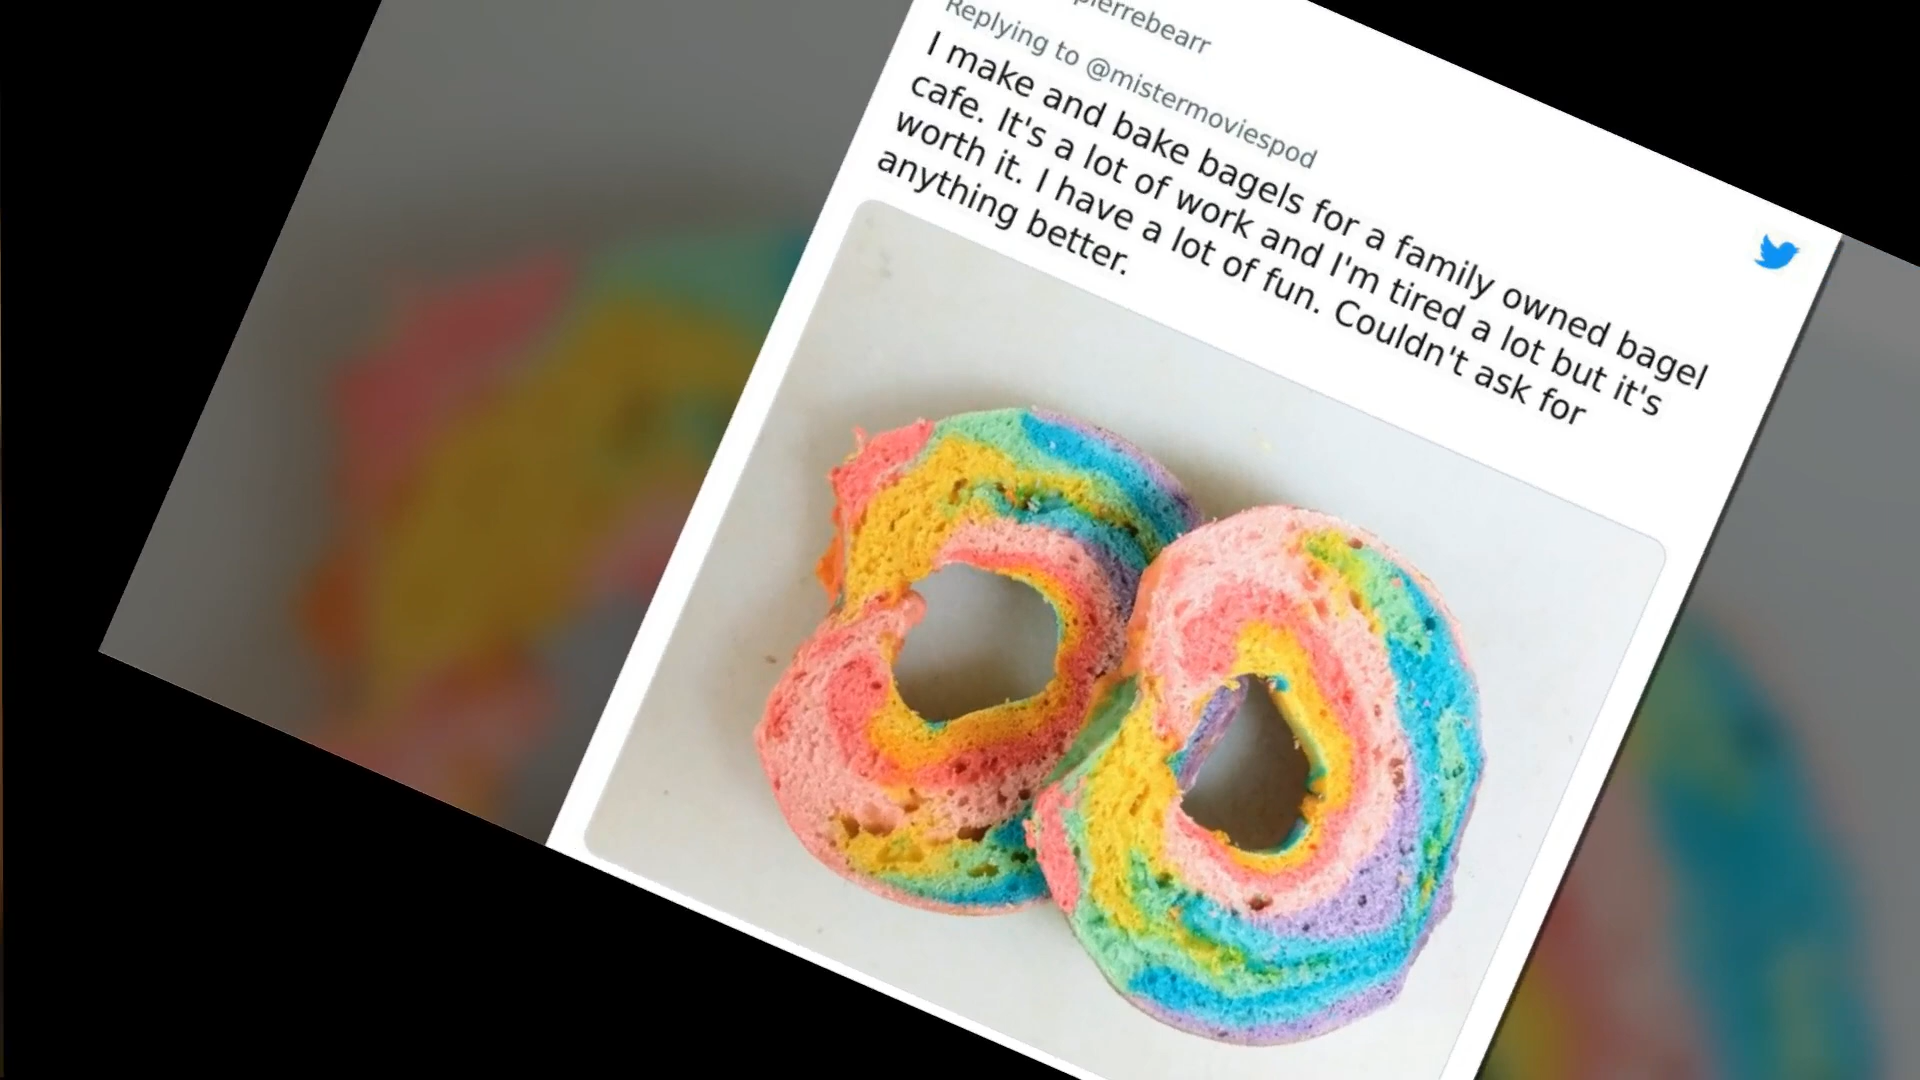 pierrebearr
Replying to @mistermoviespod
I make and bake bagels for a family owned bagel
cafe. It's a lot of work and I'm tired a lot but it's
worth it. I have a lot of fun. Couldn't ask for
anything better.